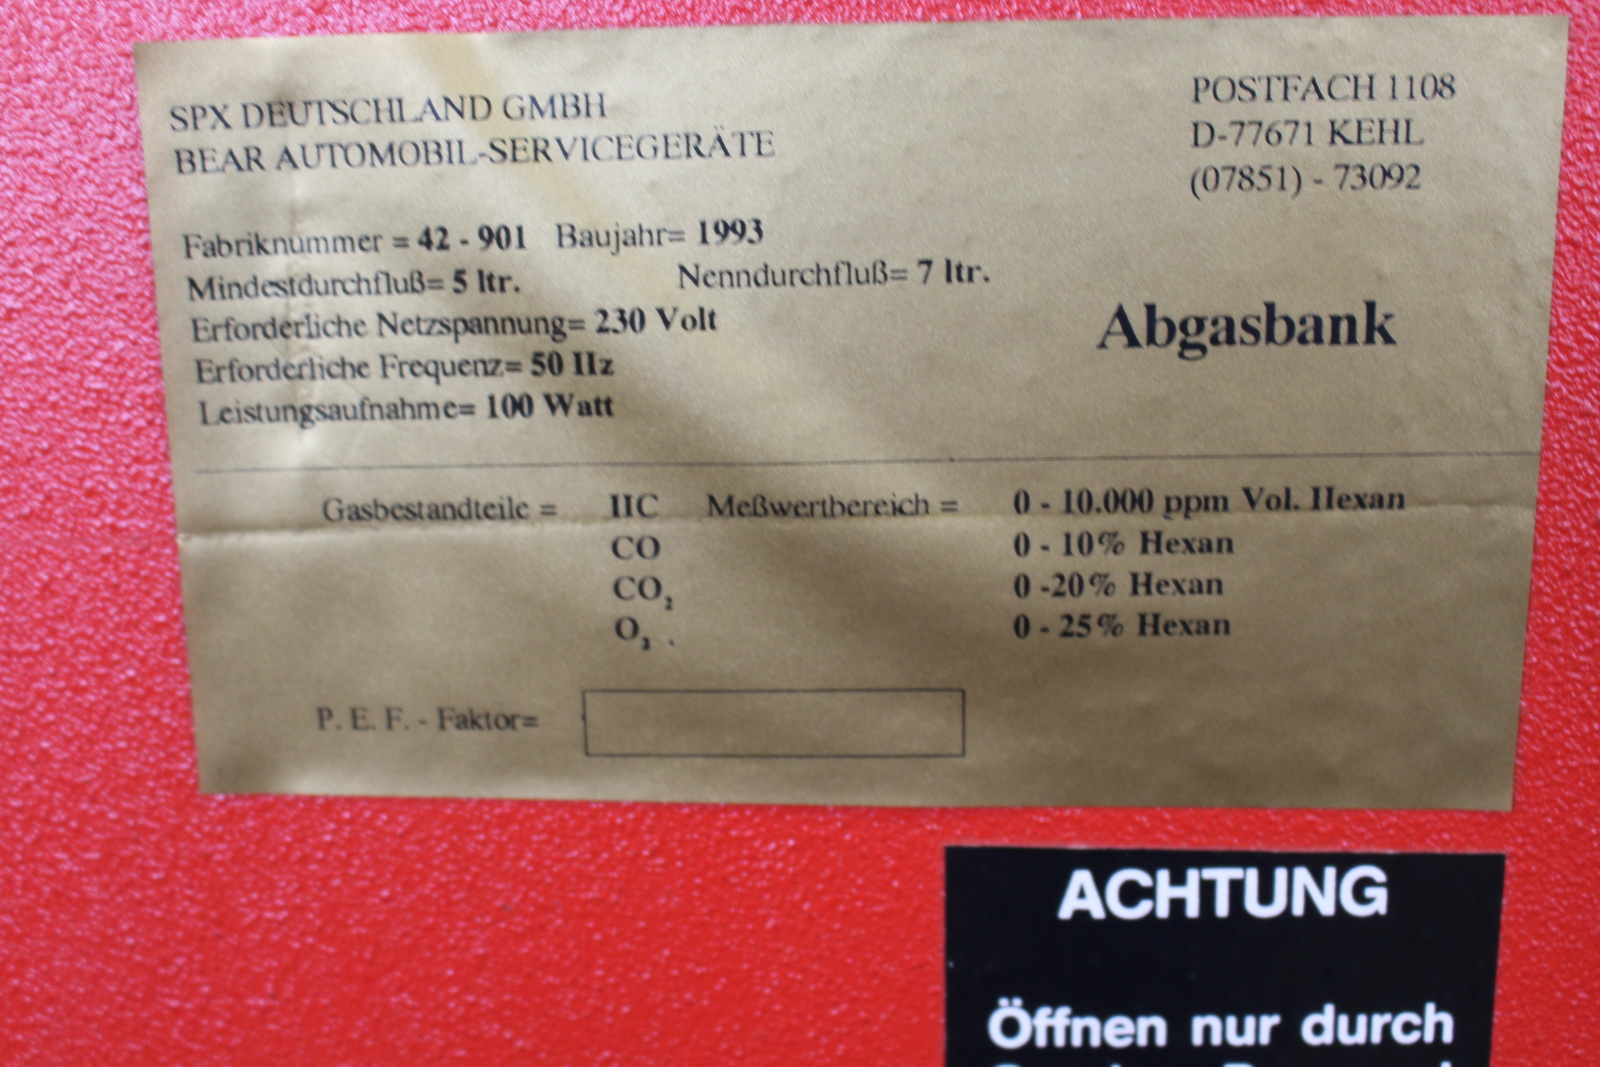 SPX DEUTSCHLAND GMBH
BEAR AUTOMOBIL-SERVICEGERÄTE
POSTFACH 1108
D-77671 KEHL
(07851) - 73092
Fabriknummer = 42 - 901 Baujahr= 1993
Mindestdurchfluß= 5 ltr. Nenndurchfluß= 7 ltr.
Erforderliche Netzspannung= 230 Volt
Erforderliche Frequenz= 50 Hz
Leistungsaufnahme= 100 Watt
Abgasbank
Gasbestandteile = HC Meßwertbereich = 0 - 10.000 ppm Vol. Hexan
CO 0 - 10% Hexan
CO₂ 0 -20% Hexan
O₂ . 0 - 25% Hexan
P. E. F. - Faktor=
ACHTUNG
Öffnen nur durch